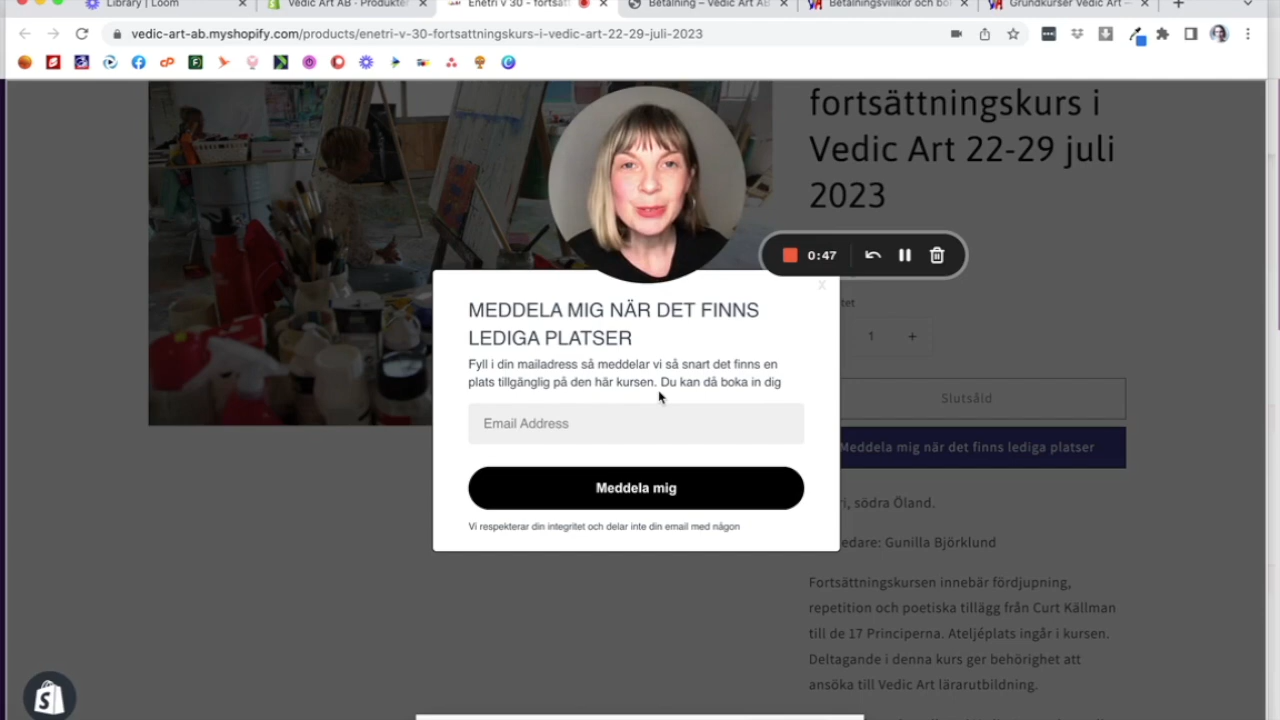 Library | Loom
Vedic Art AB - Produkter
Enetri v 30 - fortsätt
Betalning – Vedic Art AB
Betalningsvillkor och bo
Grundkurser Vedic Art –
vedic-art-ab.myshopify.com/products/enetri-v-30-fortsattningskurs-i-vedic-art-22-29-juli-2023
fortsättningskurs i
Vedic Art 22-29 juli
2023
0:47
X
tet
1 +
MEDDELA MIG NÄR DET FINNS
LEDIGA PLATSER
Fyll i din mailadress så meddelar vi så snart det finns en
plats tillgänglig på den här kursen. Du kan då boka in dig
Email Address
Meddela mig
Vi respekterar din integritet och delar inte din email med någon
Slutsåld
Meddela mig när det finns lediga platser
ri, södra Öland.
edare: Gunilla Björklund
Fortsättningskursen innebär fördjupning,
repetition och poetiska tillägg från Curt Källman
till de 17 Principerna. Ateljéplats ingår i kursen.
Deltagande i denna kurs ger behörighet att
ansöka till Vedic Art lärarutbildning.